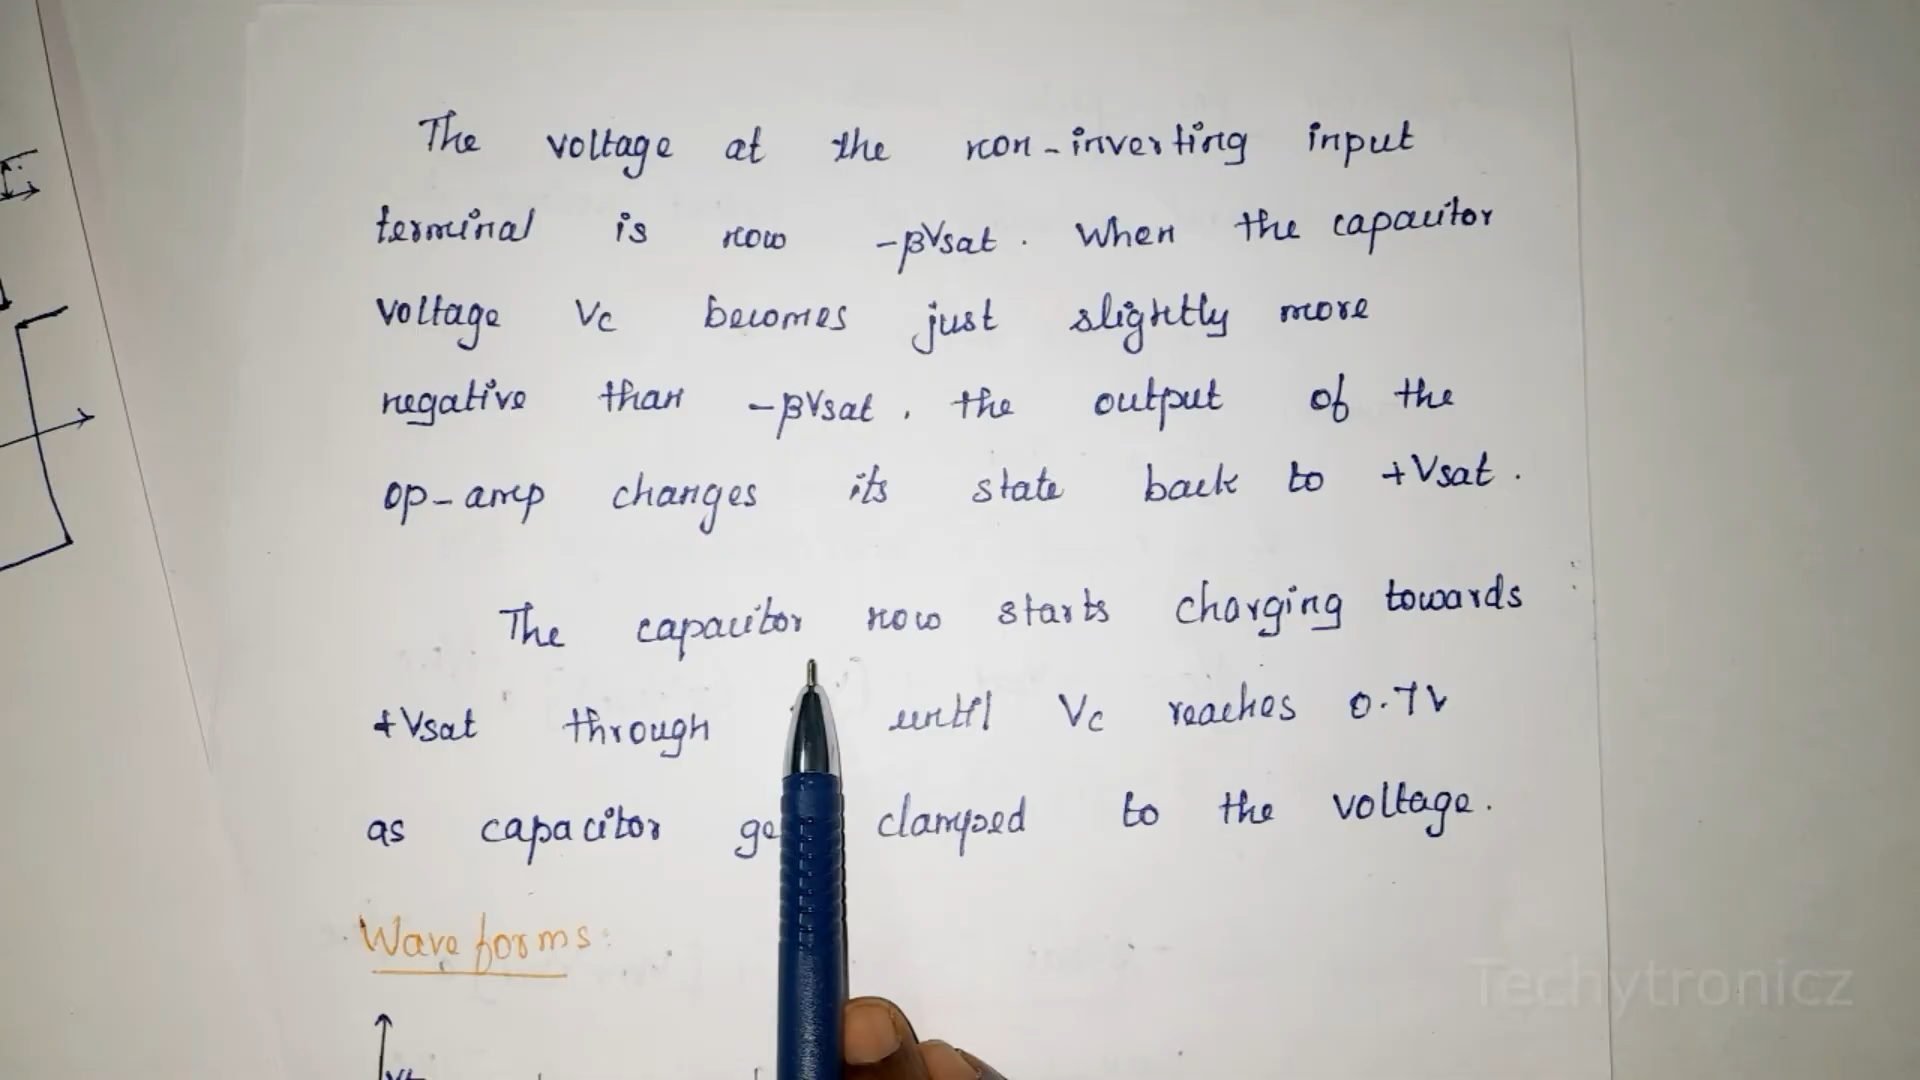 The voltage at the non-inverting input
terminal is now -βVsat. When the capacitor
voltage Vc becomes just slightly more
negative than -βVsat, the output of the
op-amp changes its state back to +Vsat.
The capacitor now starts charging towards
+Vsat through until Vc reaches 0.7V
as capacitor clamped to the voltage.
Waveforms:
Techytronicz